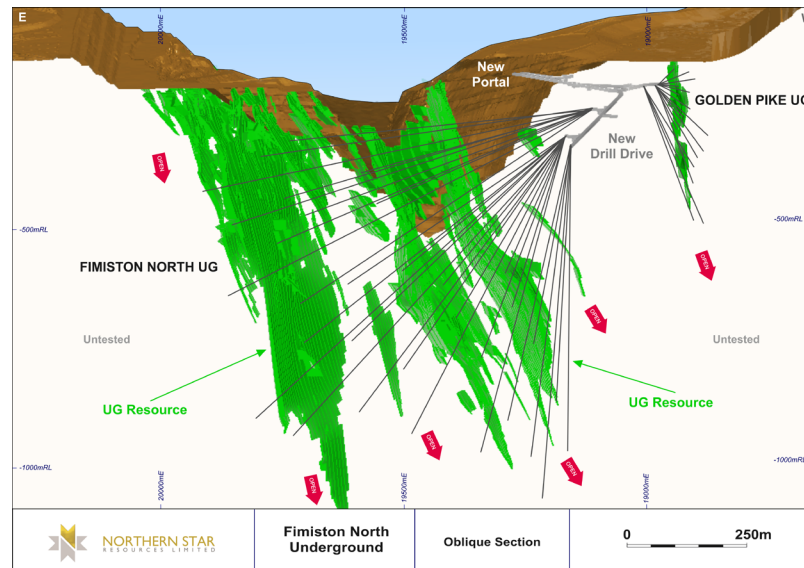 E
20000mE
19500mE
19000mE
New
Portal
GOLDEN PIKE UG
New
Drill Drive
OPEN
-500mRL
-500mRL
FIMISTON NORTH UG
OPEN
OPEN
Untested
Untested
UG Resource
UG Resource
OPEN
OPEN
OPEN
-1000mRL
-1000mRL
20000mE
19500mE
19000mE
NORTHERN STAR
RESOURCES LIMITED
Fimiston North
Underground
Oblique Section
0
250m